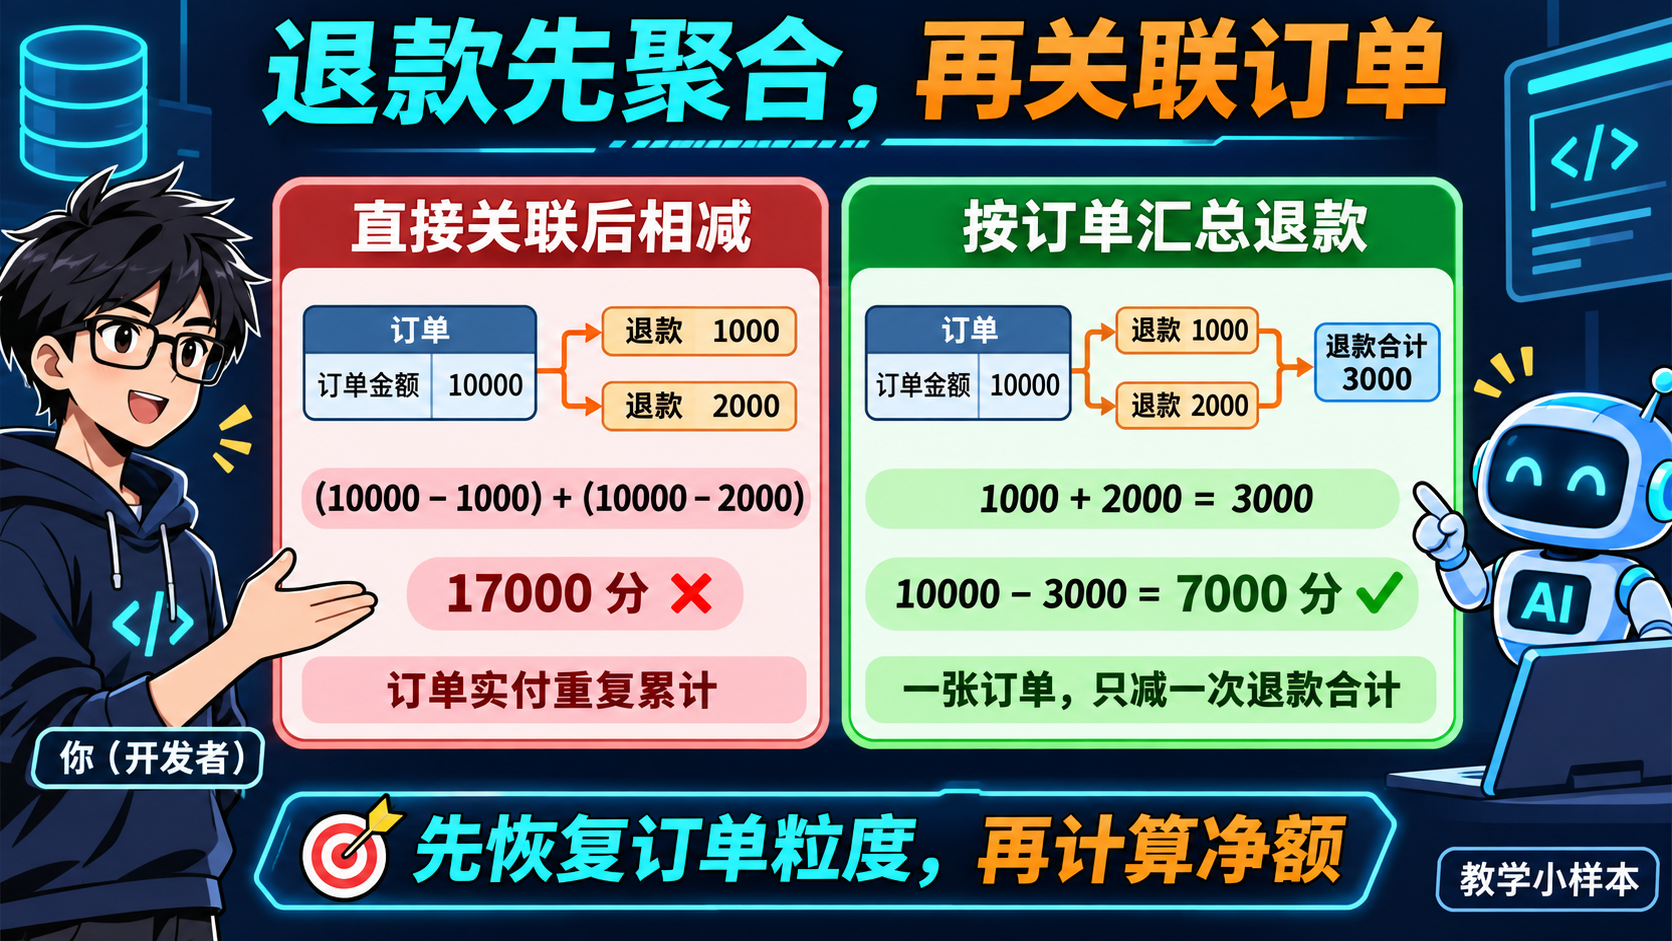 退款先聚合，再关联订单
</>
直接关联后相减
订单
订单金额 10000
退款 1000
退款 2000
(10000 − 1000) + (10000 − 2000)
17000 分 ❌
订单实付重复累计
按订单汇总退款
订单
订单金额 10000
退款 1000
退款 2000
退款合计
3000
1000 + 2000 = 3000
10000 − 3000 = 7000 分 ✔
一张订单，只减一次退款合计
</>
你（开发者）
AI
先恢复订单粒度，再计算净额
教学小样本